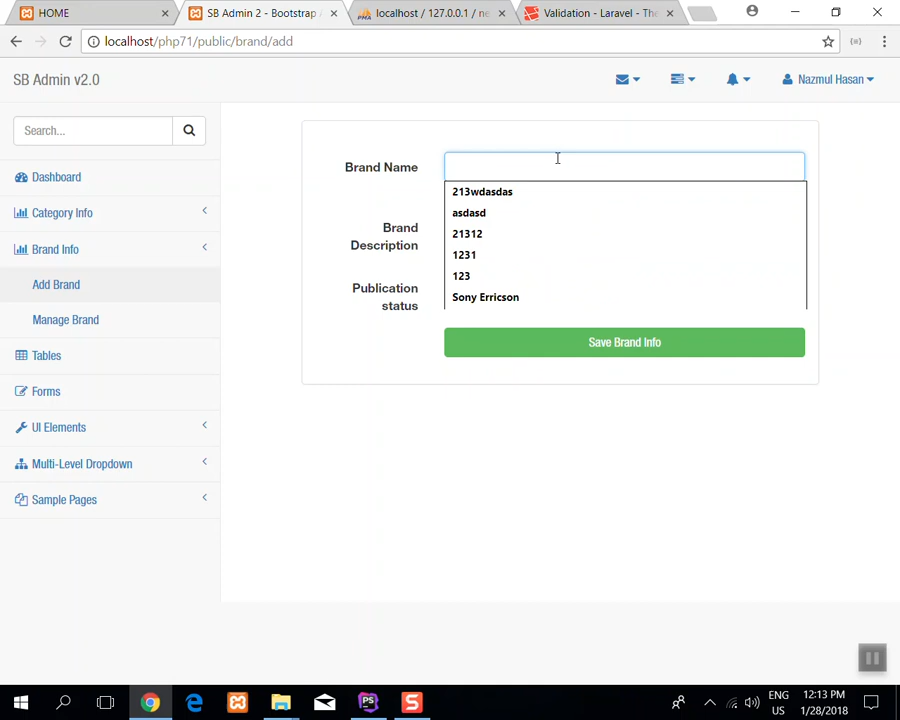 HOME
SB Admin 2 - Bootstrap
localhost / 127.0.0.1 / ne
Validation - Laravel - The
localhost/php71/public/brand/add
SB Admin v2.0
Nazmul Hasan
Search...
Dashboard
Category Info
Brand Info
Add Brand
Manage Brand
Tables
Forms
UI Elements
Multi-Level Dropdown
Sample Pages
Brand Name
213wdasdas
asdasd
21312
1231
123
Sony Erricson
Brand
Description
Publication
status
Save Brand Info
ENG
US
12:13 PM
1/28/2018